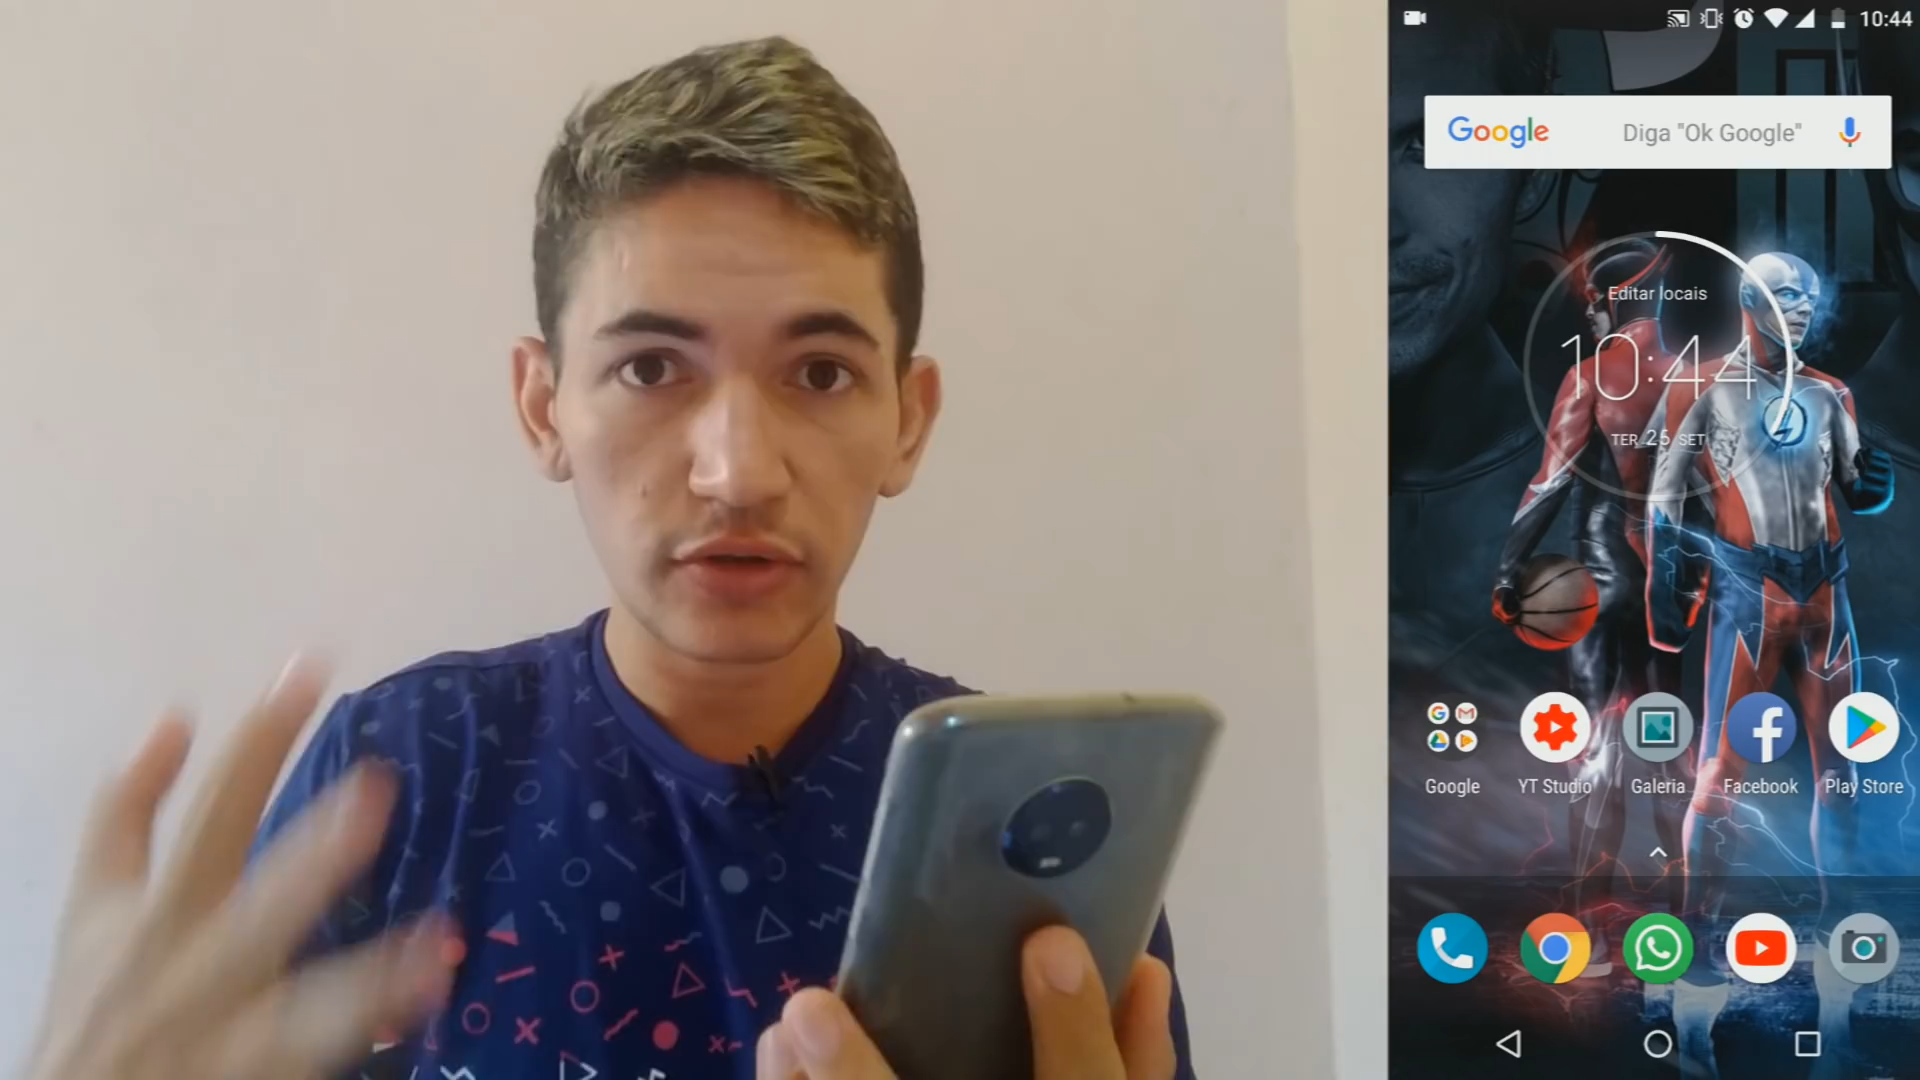 10:44
Google Diga "Ok Google"
Editar locais
10:44
TER 25 SET
Google YT Studio Galeria Facebook Play Store